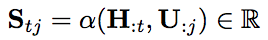 S_{tj} = α(H_{:t}, U_{:j}) ∈ ℝ